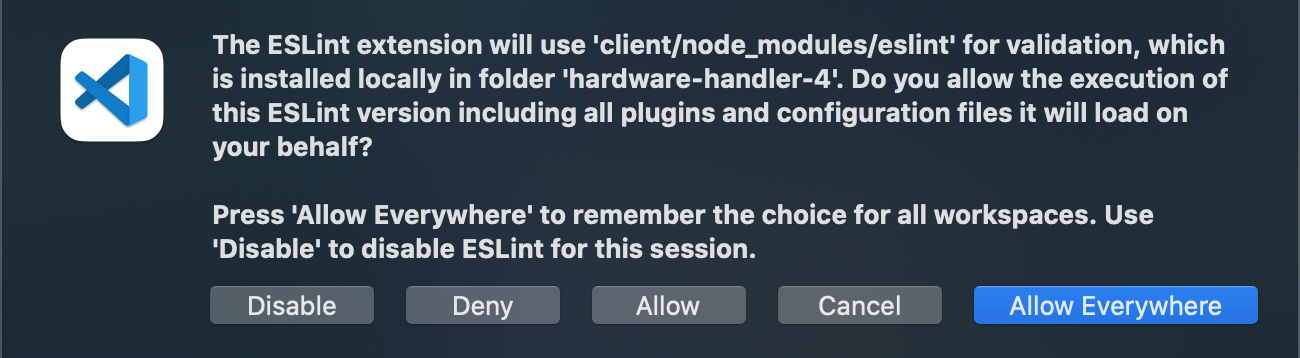 The ESLint extension will use 'client/node_modules/eslint' for validation, which
is installed locally in folder 'hardware-handler-4'. Do you allow the execution of
this ESLint version including all plugins and configuration files it will load on
your behalf?
Press 'Allow Everywhere' to remember the choice for all workspaces. Use
'Disable' to disable ESLint for this session.
Disable
Deny
Allow
Cancel
Allow Everywhere